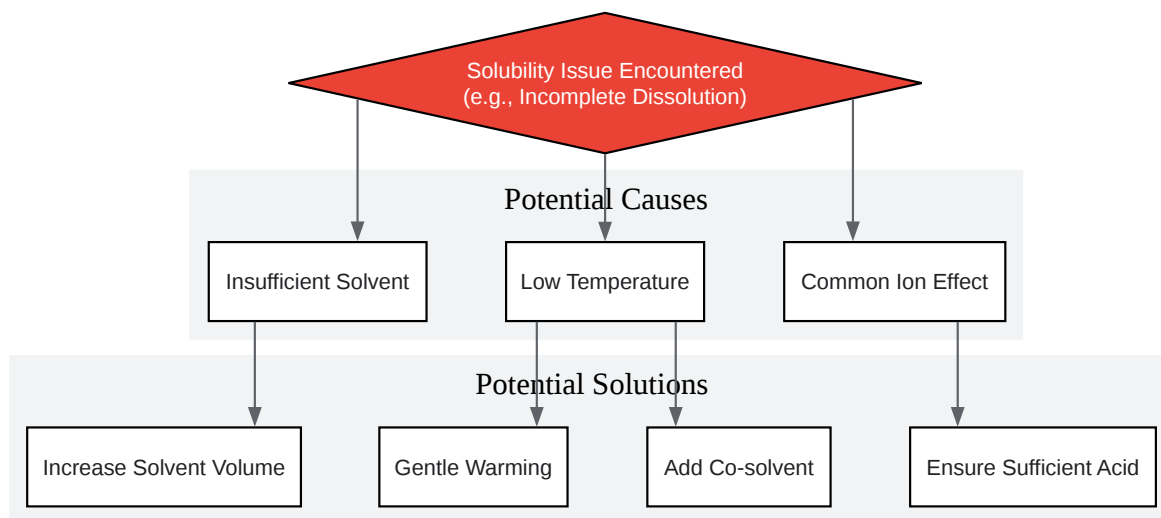 Solubility Issue Encountered
(e.g., Incomplete Dissolution)
Potential Causes
Insufficient Solvent
Low Temperature
Common Ion Effect
Potential Solutions
Increase Solvent Volume
Gentle Warming
Add Co-solvent
Ensure Sufficient Acid